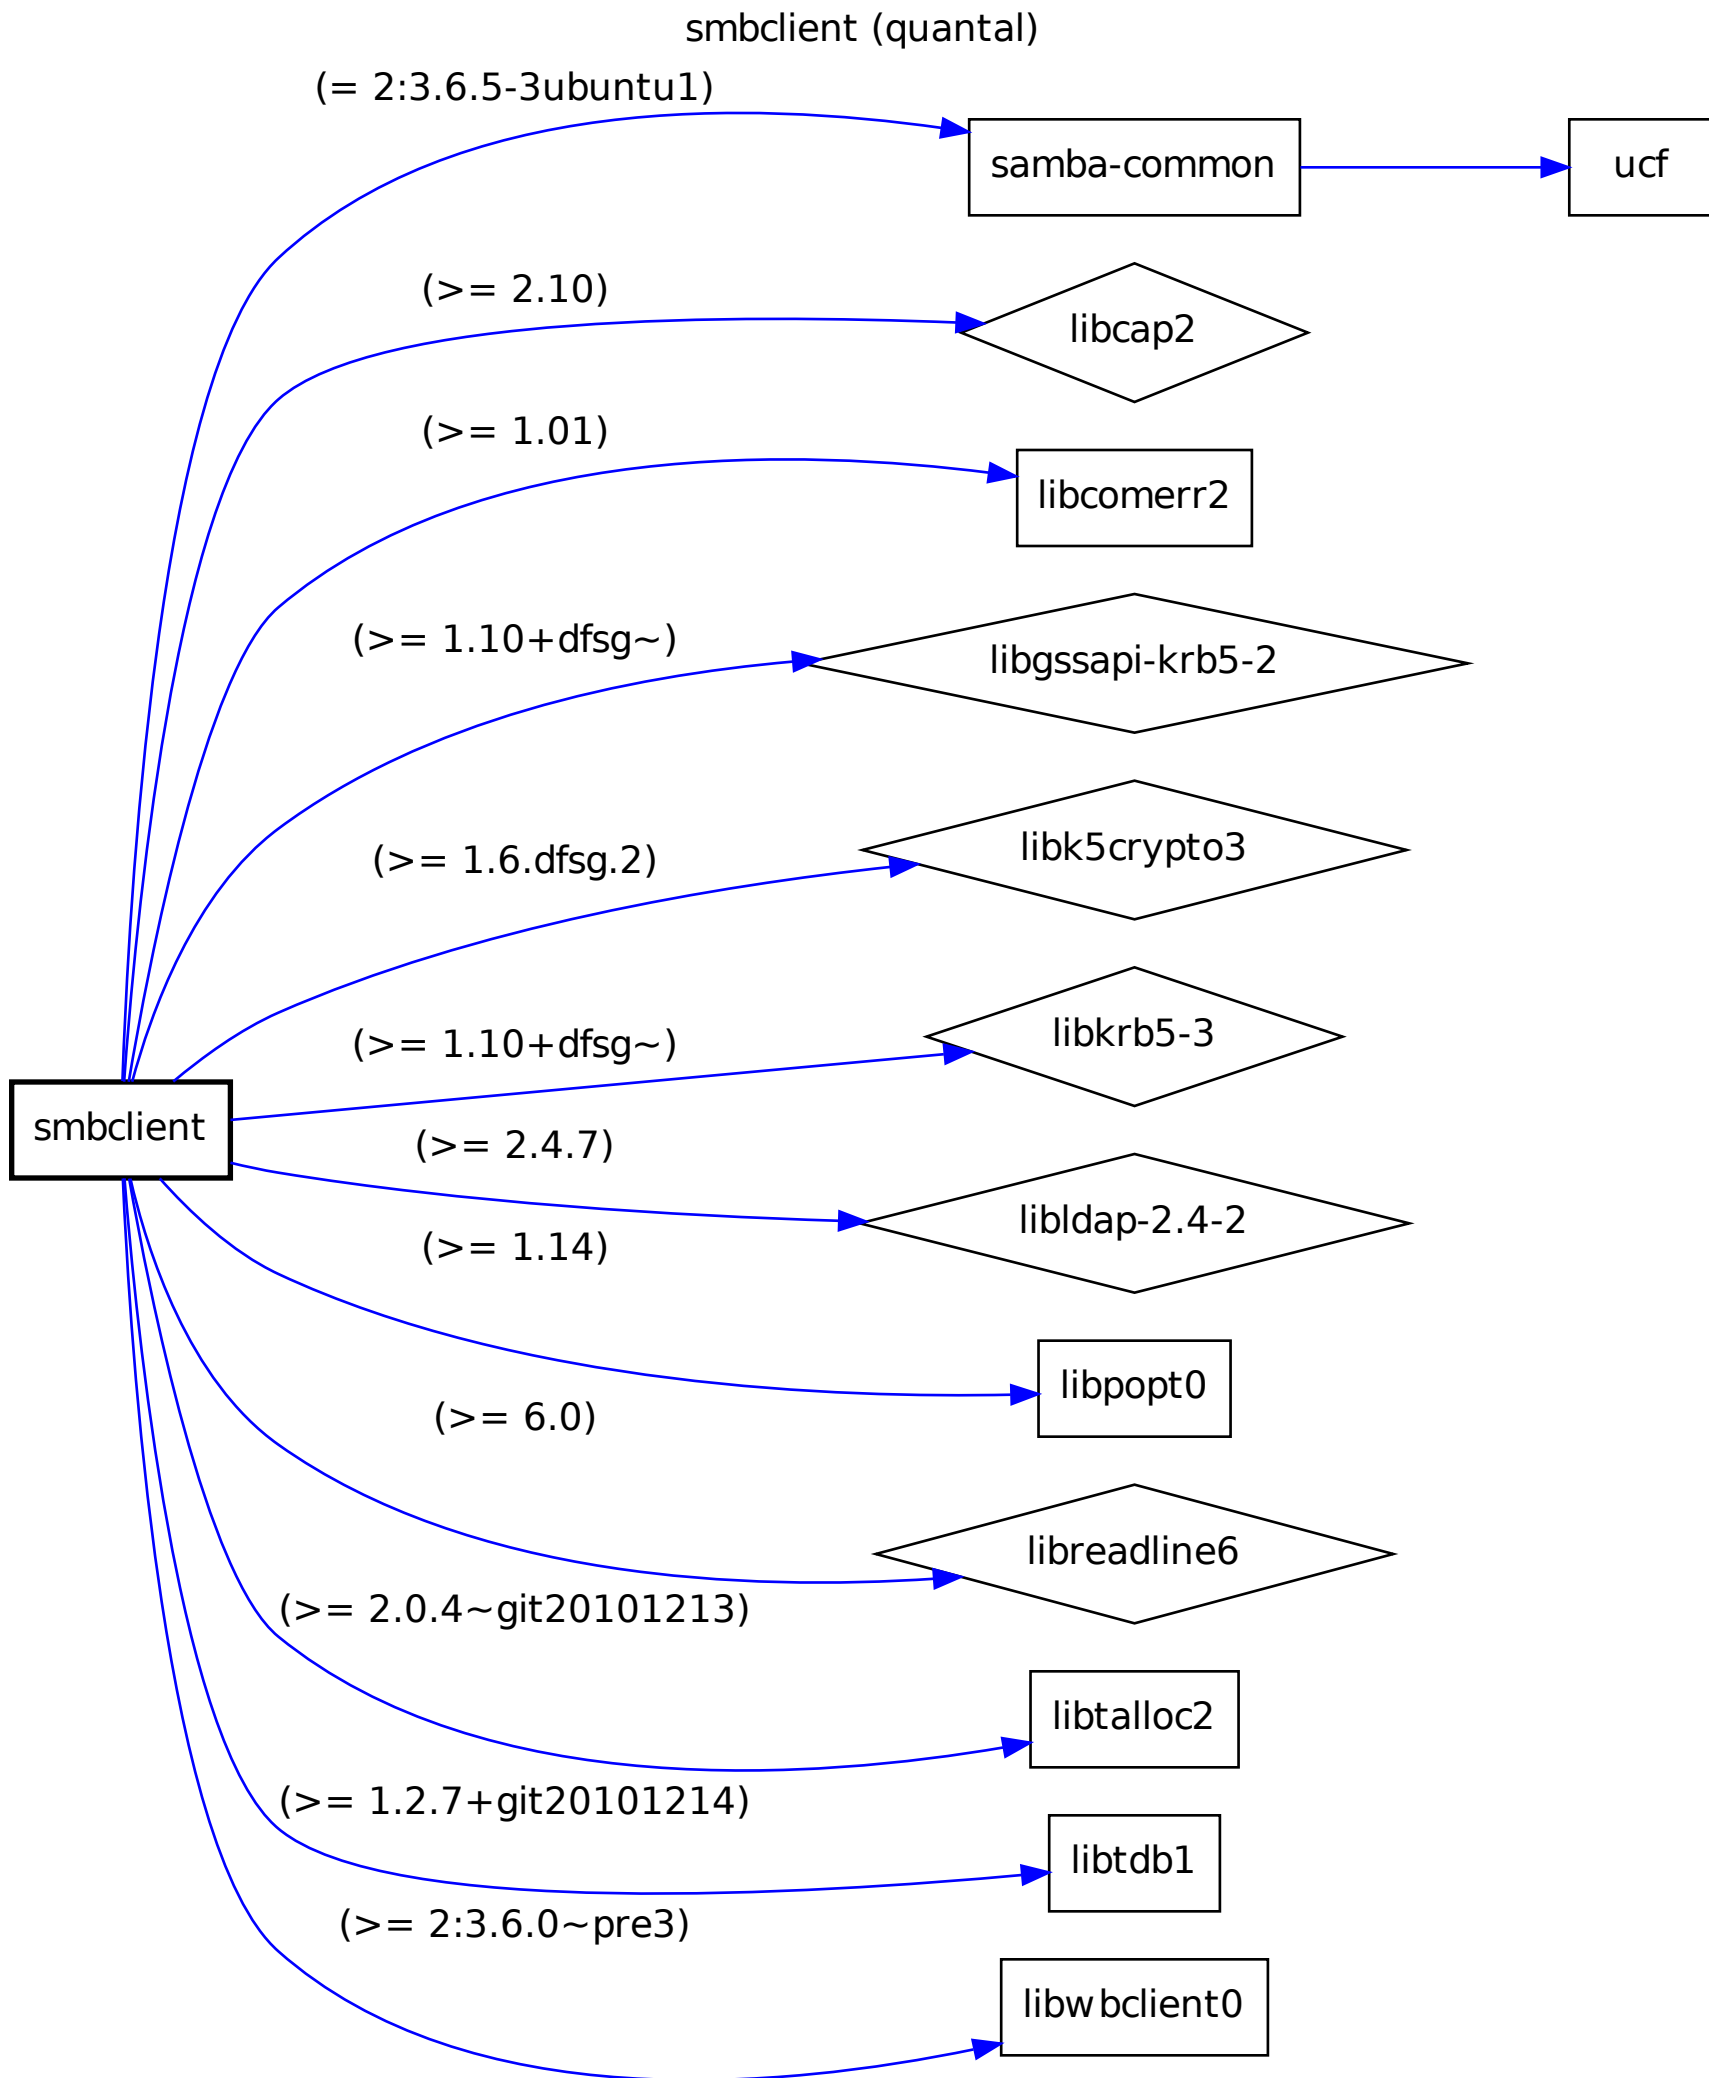 smbclient (quantal)
(= 2:3.6.5-3ubuntu1)
samba-common
ucf
(>= 2.10)
libcap2
(>= 1.01)
libcomerr2
(>= 1.10+dfsg~)
libgssapi-krb5-2
(>= 1.6.dfsg.2)
libk5crypto3
(>= 1.10+dfsg~)
libkrb5-3
smbclient
(>= 2.4.7)
libldap-2.4-2
(>= 1.14)
libpopt0
(>= 6.0)
libreadline6
(>= 2.0.4~git20101213)
libtalloc2
(>= 1.2.7+git20101214)
libtdb1
(>= 2:3.6.0~pre3)
libwbclient0